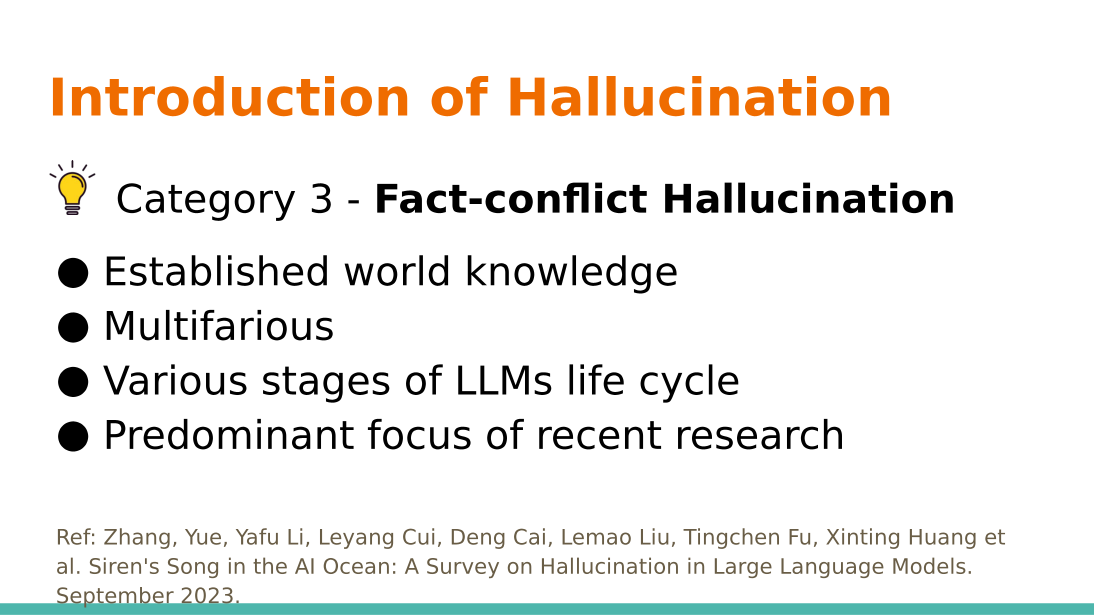 Introduction of Hallucination
Category 3 - Fact-conflict Hallucination
● Established world knowledge
● Multifarious
● Various stages of LLMs life cycle
● Predominant focus of recent research
Ref: Zhang, Yue, Yafu Li, Leyang Cui, Deng Cai, Lemao Liu, Tingchen Fu, Xinting Huang et
al. Siren's Song in the AI Ocean: A Survey on Hallucination in Large Language Models.
September 2023.